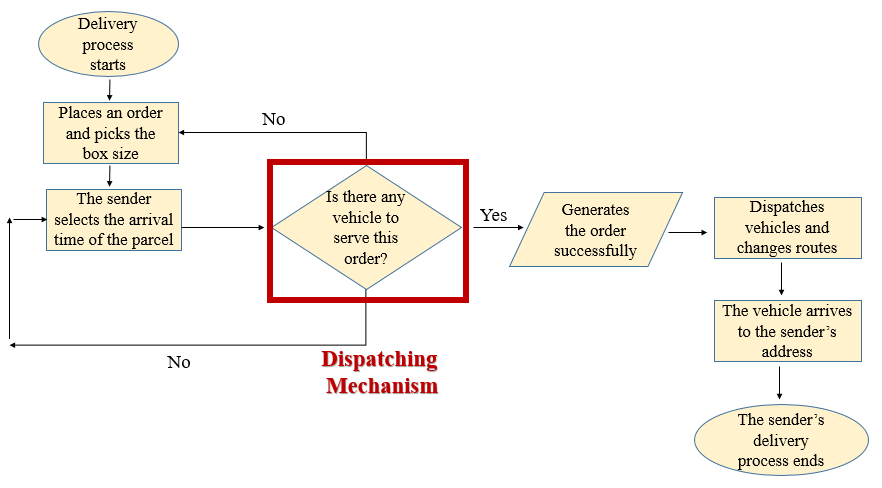 Delivery
process
starts
Places an order
and picks the
box size
No
The sender
selects the arrival
time of the parcel
Is there any
vehicle to
serve this
order?
Yes
Generates
the order
successfully
Dispatches
vehicles and
changes routes
No
Dispatching
Mechanism
The vehicle arrives
to the sender’s
address
The sender’s
delivery
process ends